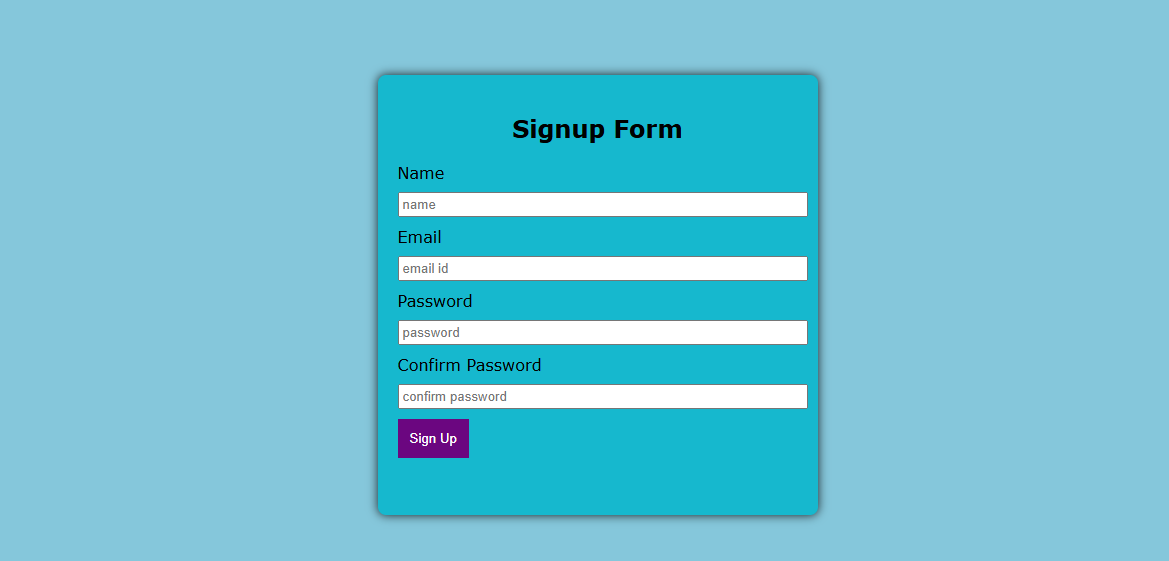 Signup Form
Name
name
Email
email id
Password
password
Confirm Password
confirm password
Sign Up